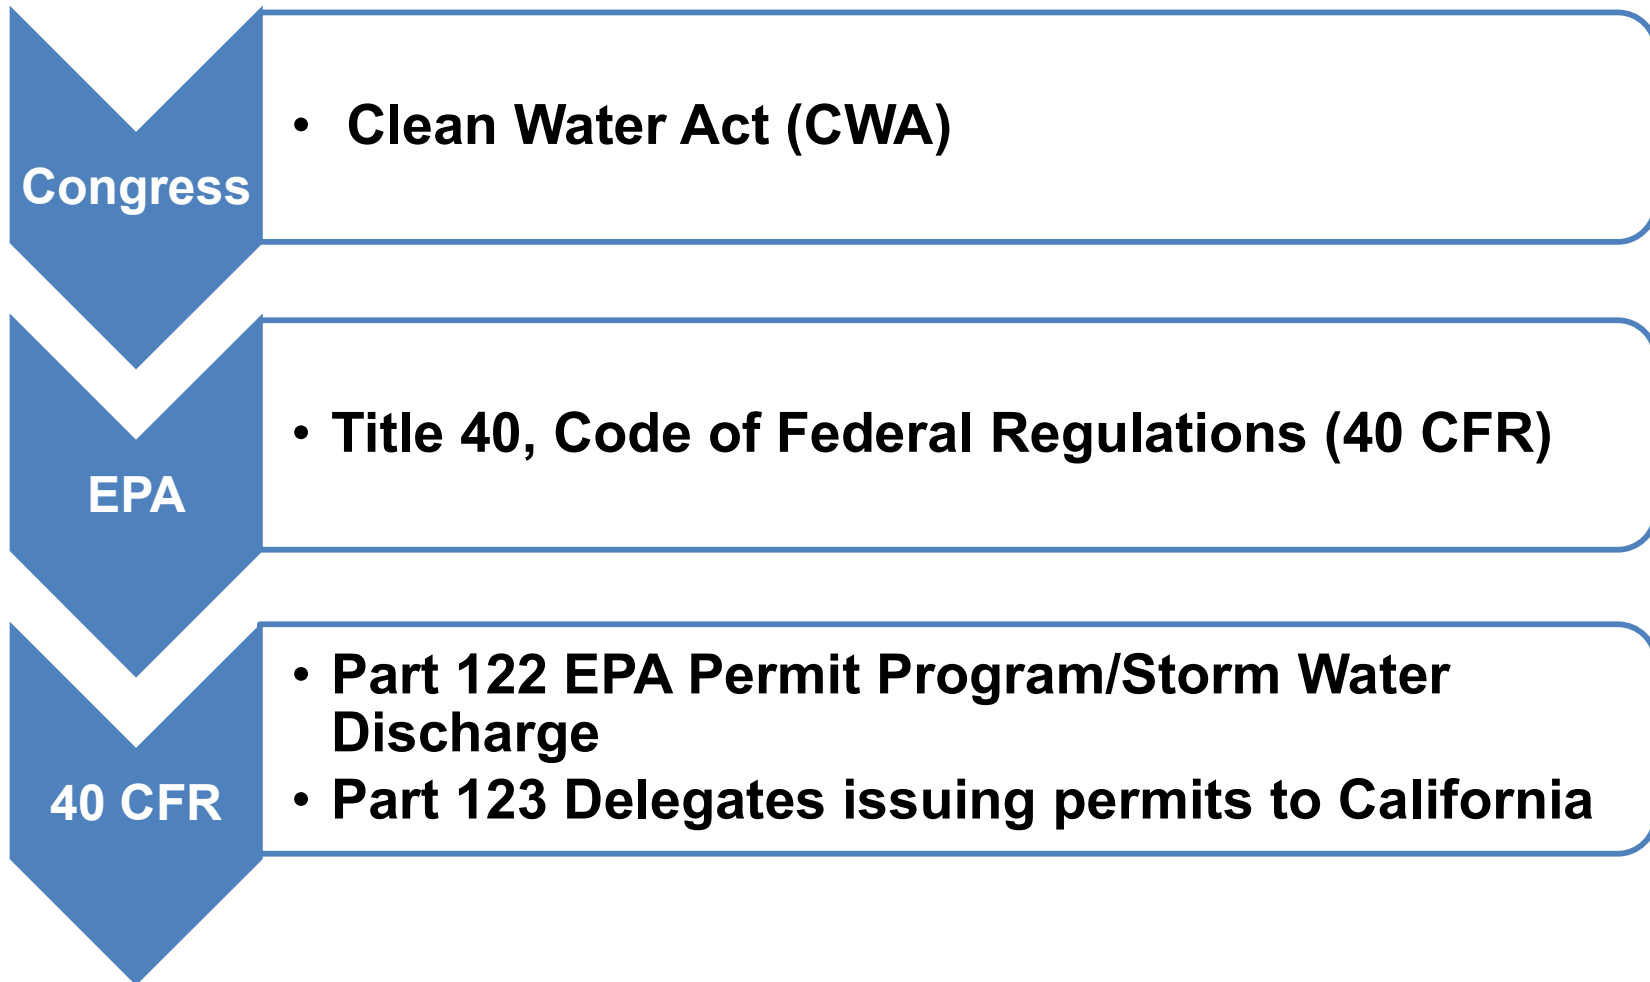 Congress
• Clean Water Act (CWA)
EPA
• Title 40, Code of Federal Regulations (40 CFR)
40 CFR
• Part 122 EPA Permit Program/Storm Water
Discharge
• Part 123 Delegates issuing permits to California